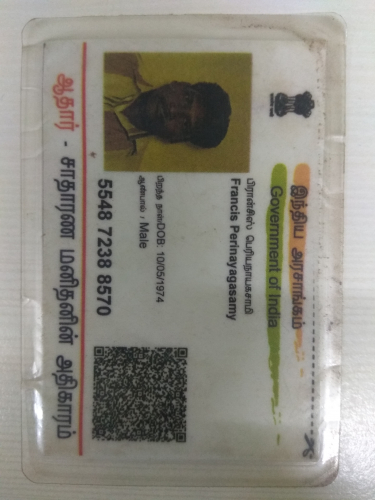 இந்திய அரசாங்கம்
Government of India
பிரான்சிஸ் பெரியநாயகசாமி
Francis Perinayagasamy
பிறந்த நாள்/DOB: 10/05/1974
ஆண்பால் / Male
5548 7238 8570
ஆதார் - சாதாரண மனிதனின் அதிகாரம்